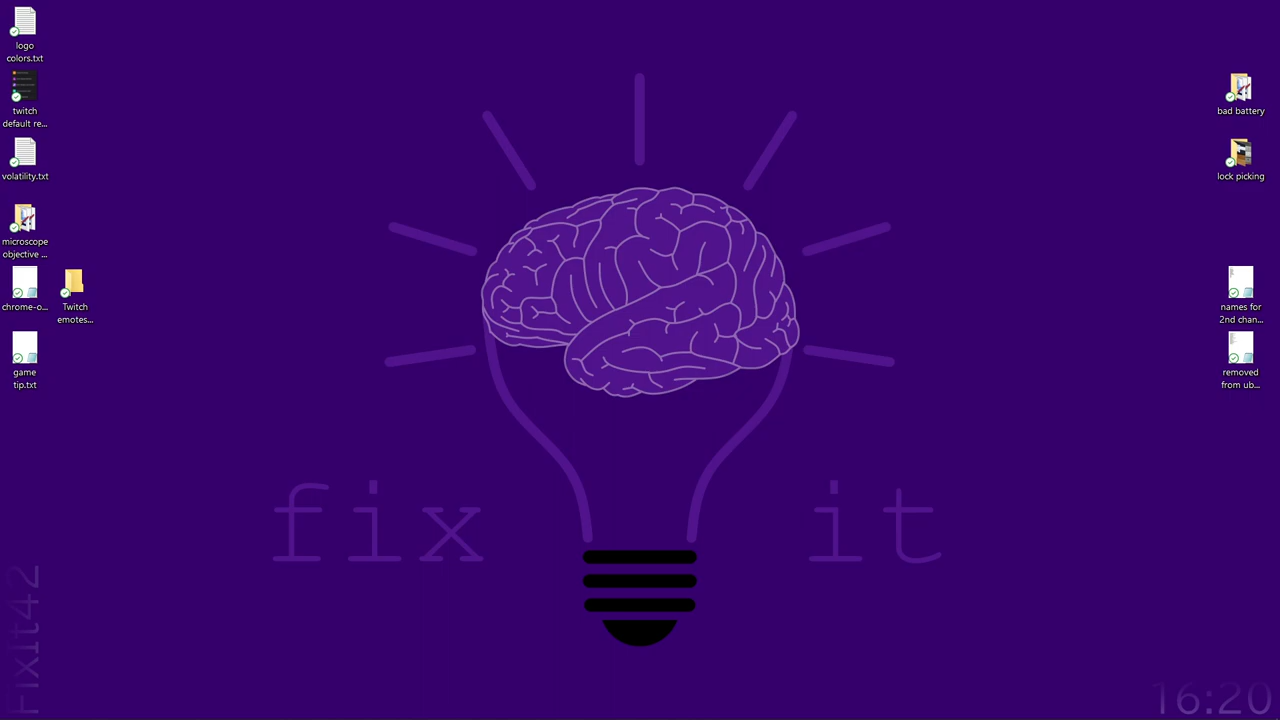 logo
colors.txt
twitch
default re...
volatility.txt
microscope
objective ...
chrome-o...
Twitch
emotes...
game
tip.txt
bad battery
lock picking
names for
2nd chan...
removed
from ub...
fix it
FixIt42
16:20